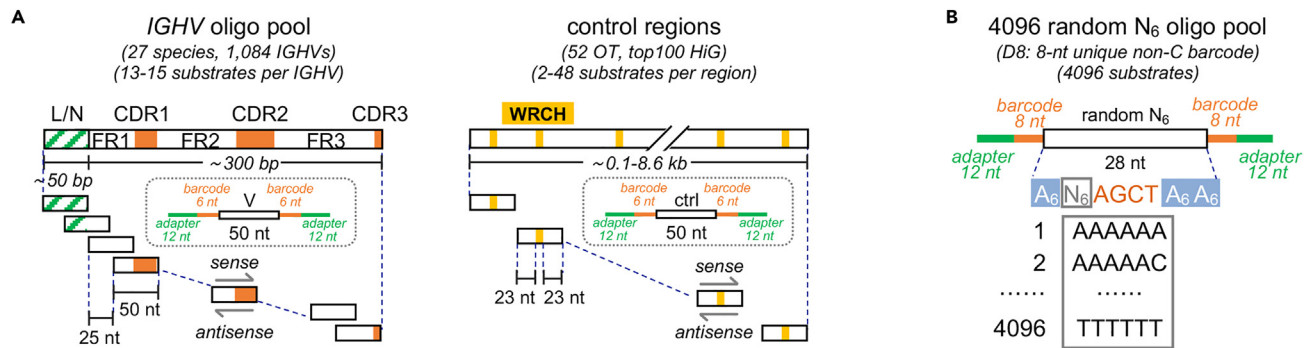 A
IGHV oligo pool
(27 species, 1,084 IGHVs)
(13-15 substrates per IGHV)
L/N
CDR1
CDR2
CDR3
FR1
FR2
FR3
~300 bp
~50 bp
barcode
6 nt
V
barcode
6 nt
adapter
12 nt
50 nt
adapter
12 nt
sense
antisense
50 nt
25 nt
control regions
(52 OT, top100 HiG)
(2-48 substrates per region)
WRCH
~0.1-8.6 kb
barcode
6 nt
ctrl
barcode
6 nt
adapter
12 nt
50 nt
adapter
12 nt
23 nt
23 nt
sense
antisense
B
4096 random N6 oligo pool
(D8: 8-nt unique non-C barcode)
(4096 substrates)
barcode
8 nt
random N6
barcode
8 nt
adapter
12 nt
28 nt
adapter
12 nt
A6 N6 AGCT A6 A6
1 AAAAAA
2 AAAAAC
...... ......
4096 TTTTTT